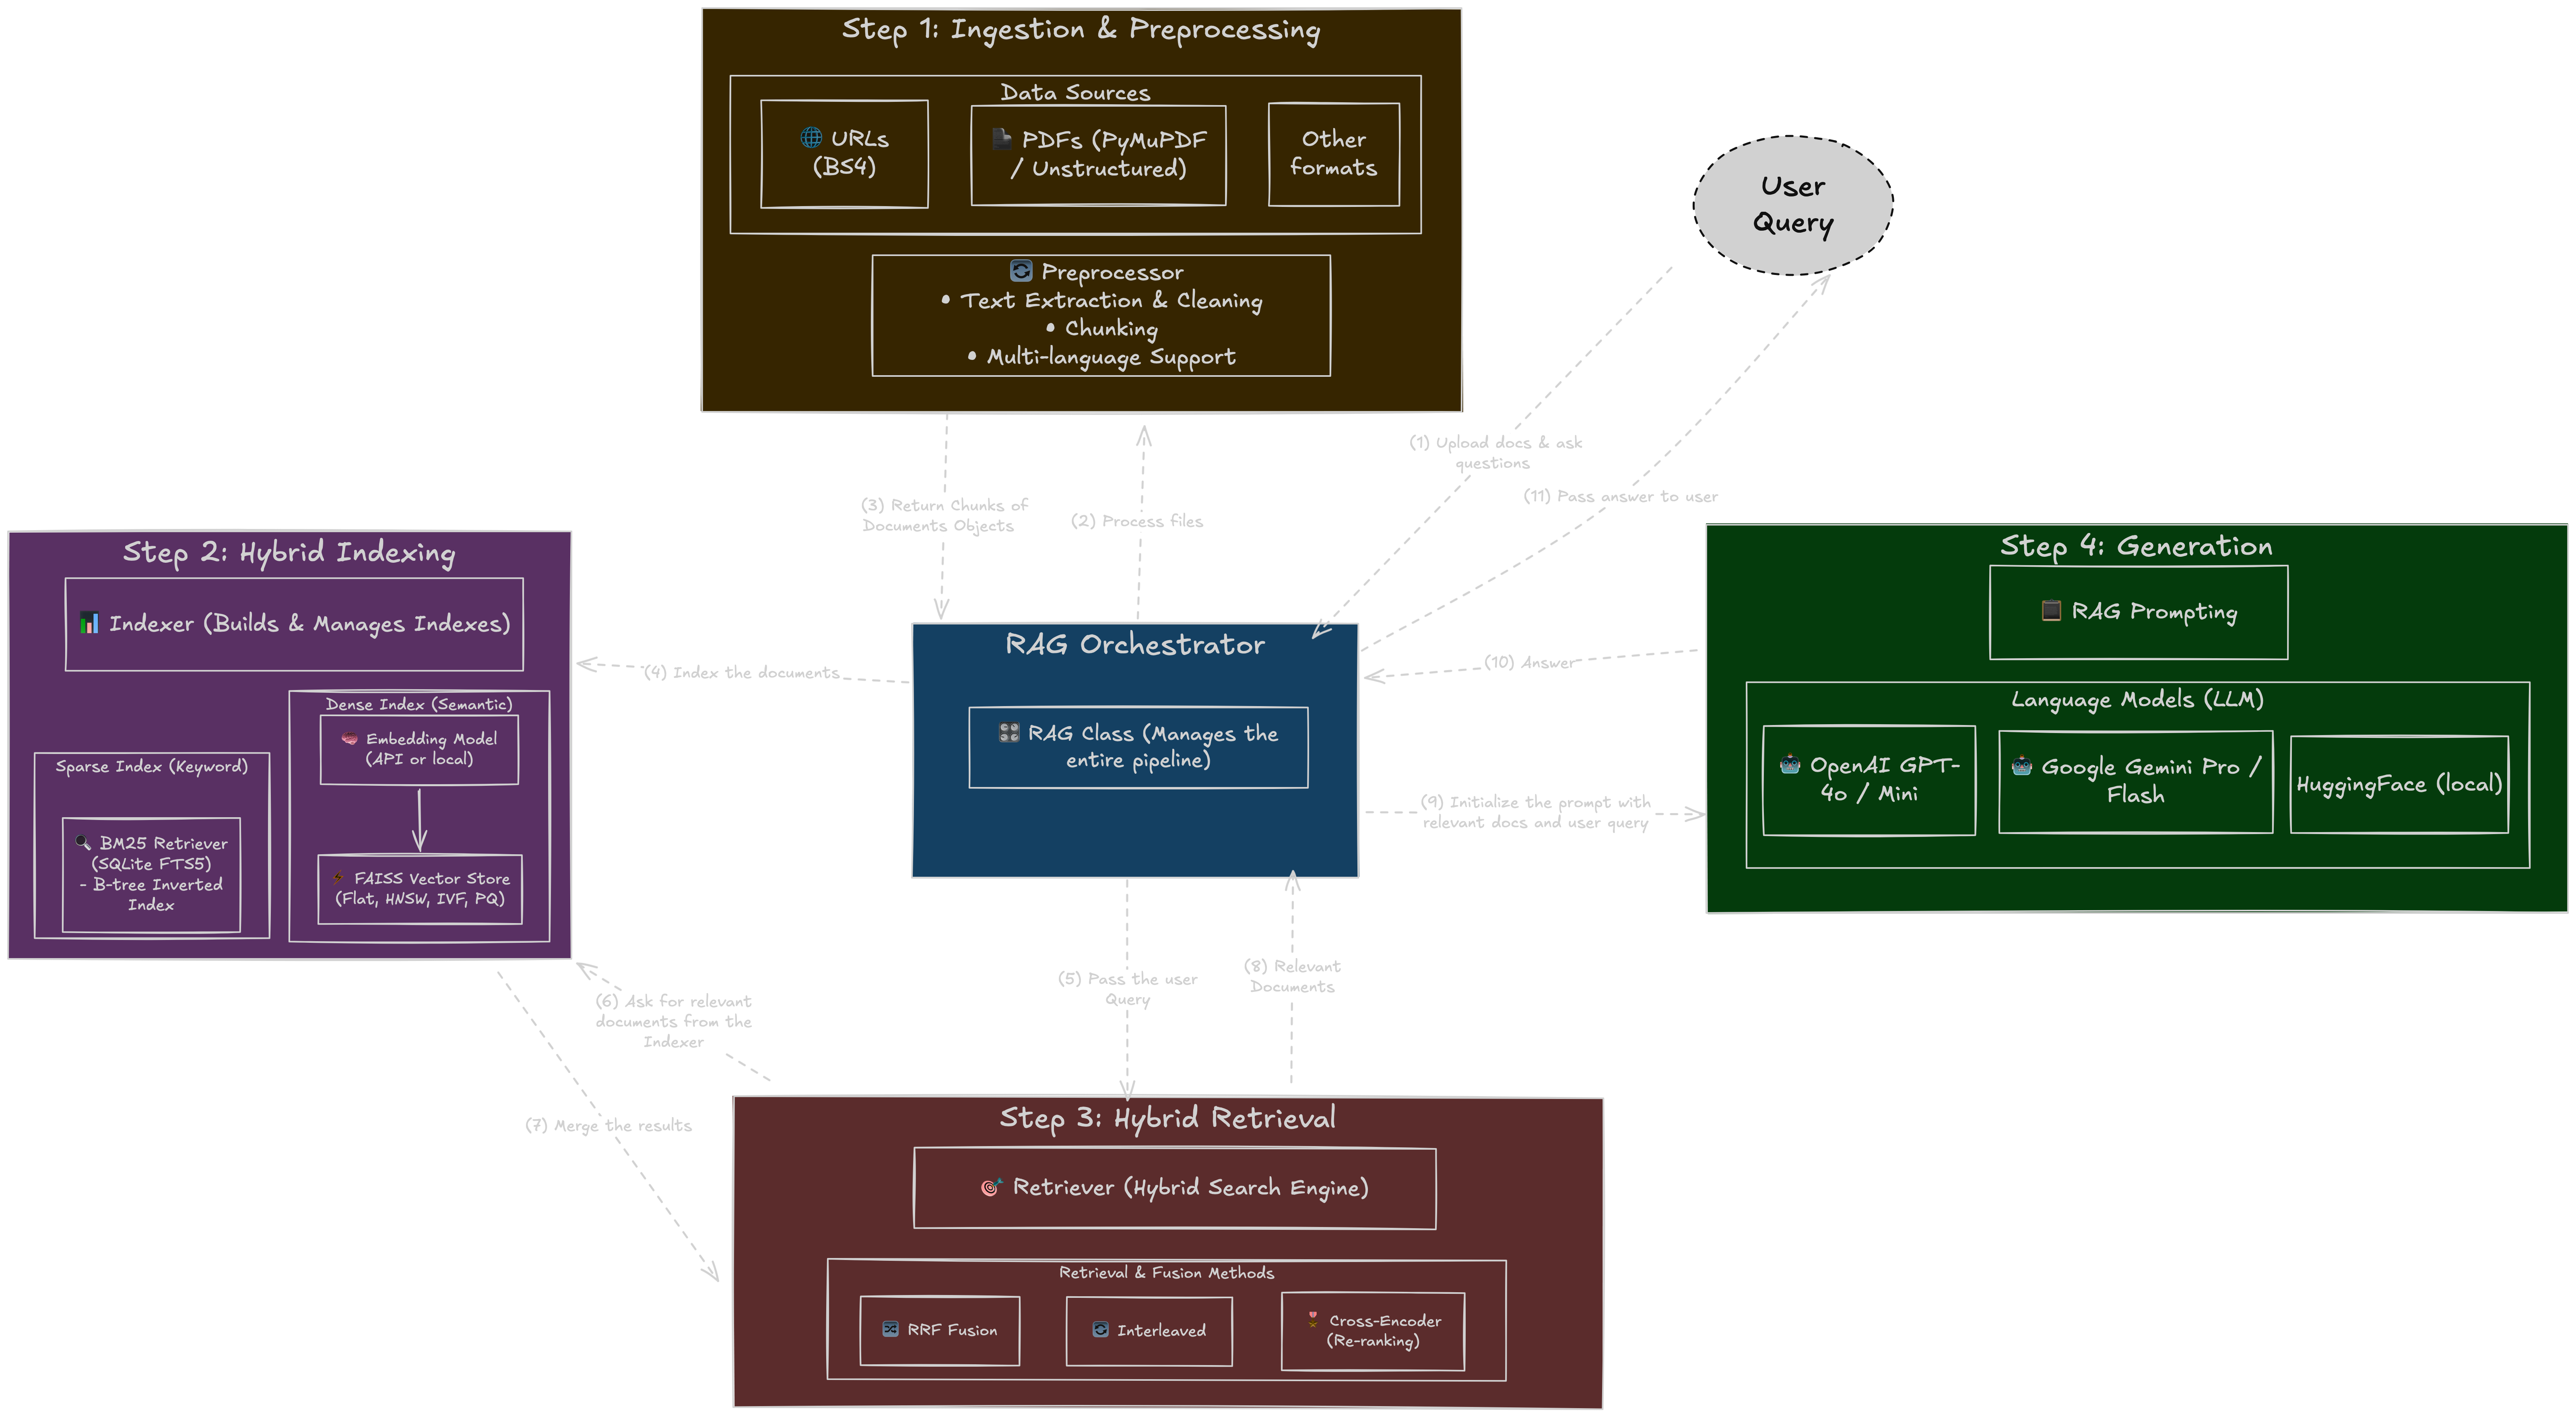 Step 1: Ingestion & Preprocessing
Data Sources
🌐 URLs
(BS4)
PDFs (PyMuPDF
/ Unstructured)
Other
formats
🔄 Preprocessor
• Text Extraction & Cleaning
• Chunking
• Multi-language Support
User
Query
(1) Upload docs & ask
questions
(11) Pass answer to user
(3) Return Chunks of
Documents Objects
(2) Process files
Step 2: Hybrid Indexing
📊 Indexer (Builds & Manages Indexes)
Sparse Index (Keyword)
🔍 BM25 Retriever
(SQLite FTS5)
- B-tree Inverted
Index
Dense Index (Semantic)
🧠 Embedding Model
(API or local)
⚡ FAISS Vector Store
(Flat, HNSW, IVF, PQ)
(4) Index the documents
RAG Orchestrator
🎛️ RAG Class (Manages the
entire pipeline)
(10) Answer
(9) Initialize the prompt with
relevant docs and user query
Step 4: Generation
RAG Prompting
Language Models (LLM)
🤖 OpenAI GPT-
4o / Mini
🤖 Google Gemini Pro /
Flash
HuggingFace (local)
(5) Pass the user
Query
(8) Relevant
Documents
(6) Ask for relevant
documents from the
Indexer
(7) Merge the results
Step 3: Hybrid Retrieval
🎯 Retriever (Hybrid Search Engine)
Retrieval & Fusion Methods
🔀 RRF Fusion
🔄 Interleaved
Cross-Encoder
(Re-ranking)